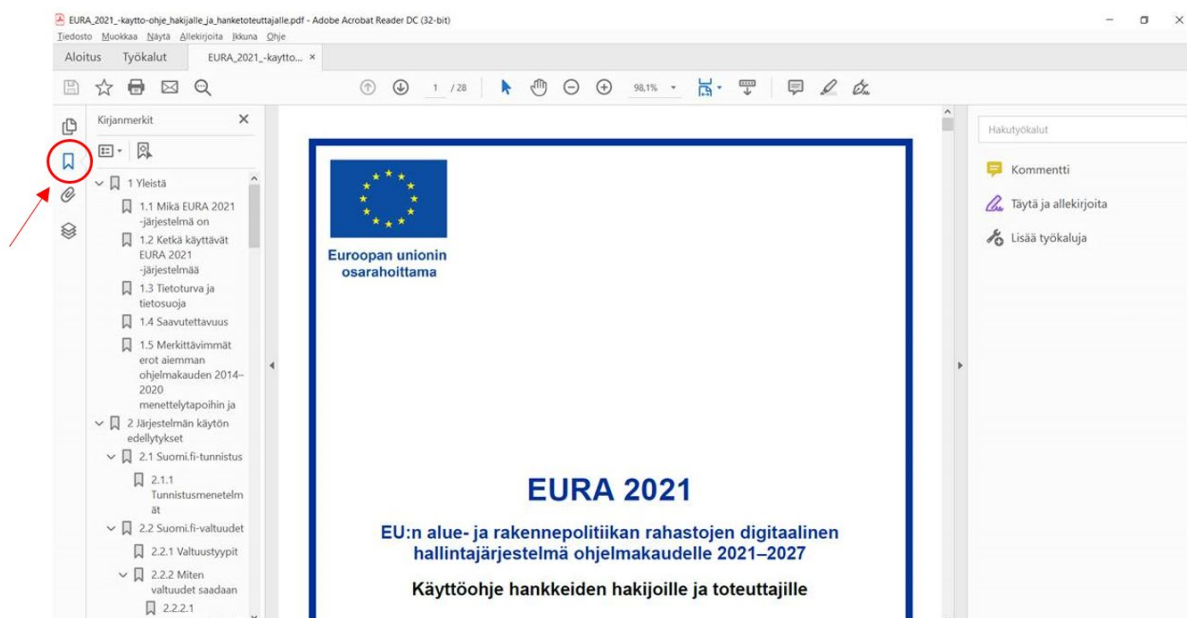 EURA_2021_-kaytto-ohje_hakijalle_ja_hanketoteuttajalle.pdf - Adobe Acrobat Reader DC (32-bit)
Tiedosto Muokkaa Näytä Allekirjoita Ikkuna Ohje
Aloitus Työkalut EURA_2021_-kaytto... ×
1 / 28 98,1%
Kirjanmerkit
1 Yleistä
1.1 Mikä EURA 2021
-järjestelmä on
1.2 Ketkä käyttävät
EURA 2021
-järjestelmää
1.3 Tietoturva ja
tietosuoja
1.4 Saavutettavuus
1.5 Merkittävimmät
erot aiemman
ohjelmakauden 2014–
2020
menettelytapoihin ja
2 Järjestelmän käytön
edellytykset
2.1 Suomi.fi-tunnistus
2.1.1
Tunnistusmenetelm
ät
2.2 Suomi.fi-valtuudet
2.2.1 Valtuustyypit
2.2.2 Miten
valtuudet saadaan
2.2.2.1
Euroopan unionin
osarahoittama
EURA 2021
EU:n alue- ja rakennepolitiikan rahastojen digitaalinen
hallintajärjestelmä ohjelmakaudelle 2021–2027
Käyttöohje hankkeiden hakijoille ja toteuttajille
Hakutyökalut
Kommentti
Täytä ja allekirjoita
Lisää työkaluja